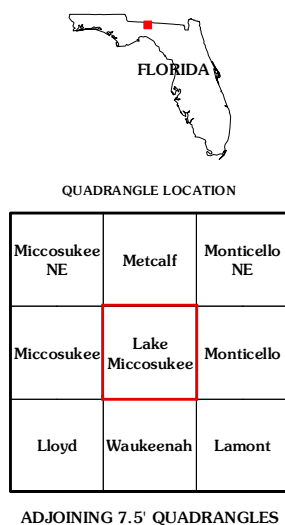 FLORIDA
QUADRANGLE LOCATION
Miccosukee
NE
Metcalf
Monticello
NE
Miccosukee
Lake
Miccosukee
Monticello
Lloyd
Waukeenah
Lamont
ADJOINING 7.5' QUADRANGLES